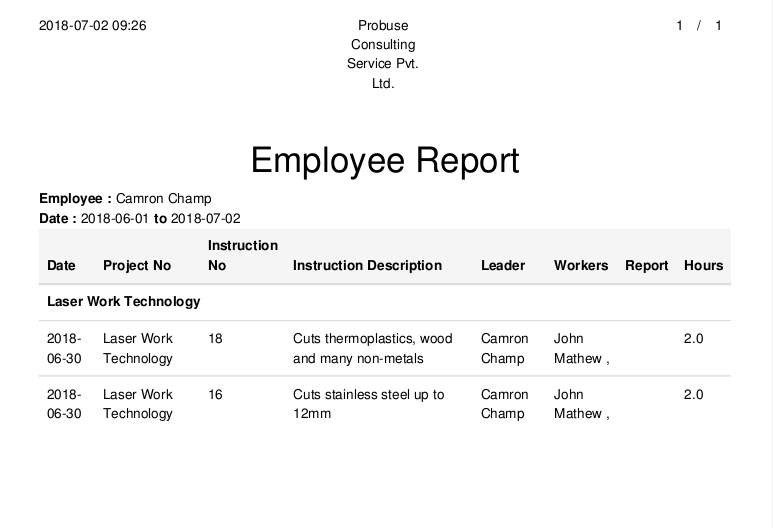 2018-07-02 09:26 Probuse 1 / 1
Consulting
Service Pvt.
Ltd.
Employee Report
Employee : Camron Champ
Date : 2018-06-01 to 2018-07-02
Instruction
Date Project No No Instruction Description Leader Workers Report Hours
Laser Work Technology
2018- Laser Work 18 Cuts thermoplastics, wood Camron John 2.0
06-30 Technology and many non-metals Champ Mathew ,
2018- Laser Work 16 Cuts stainless steel up to Camron John 2.0
06-30 Technology 12mm Champ Mathew ,